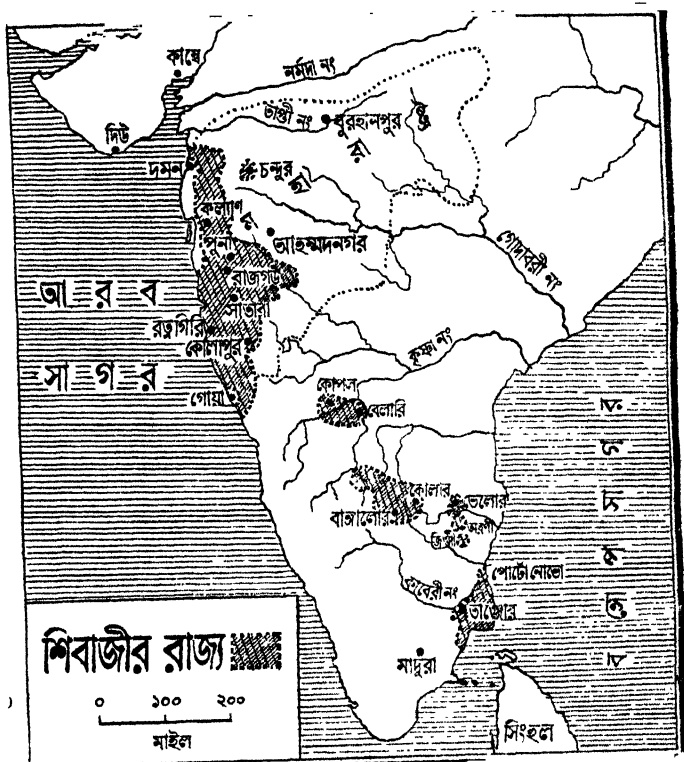 কাম্বে
নর্মদা নং
দিউ
তাপ্তী নং
বুরহানপুর
দমন
চন্দুর
ম হা রা ষ্ট্র
কল্যাণ
পুনা
আহম্মদনগর
গোদাবরী নং
রাজগড়
আ র ব
সাতারা
রত্নগিরি
কোলাপুর
কৃষ্ণা নং
সা গ র
গোয়া
কোপল
বেলারি
ব ঙ্গো প সা গ র
কোলার
ভেলোর
বাঙ্গালোর
আরণী
জিঞ্জী
পোর্টো নোভো
কাবেরী নং
তাঞ্জোর
মাদুরা
সিংহল
শিবাজীর রাজ্য
০ ১০০ ২০০
মাইল